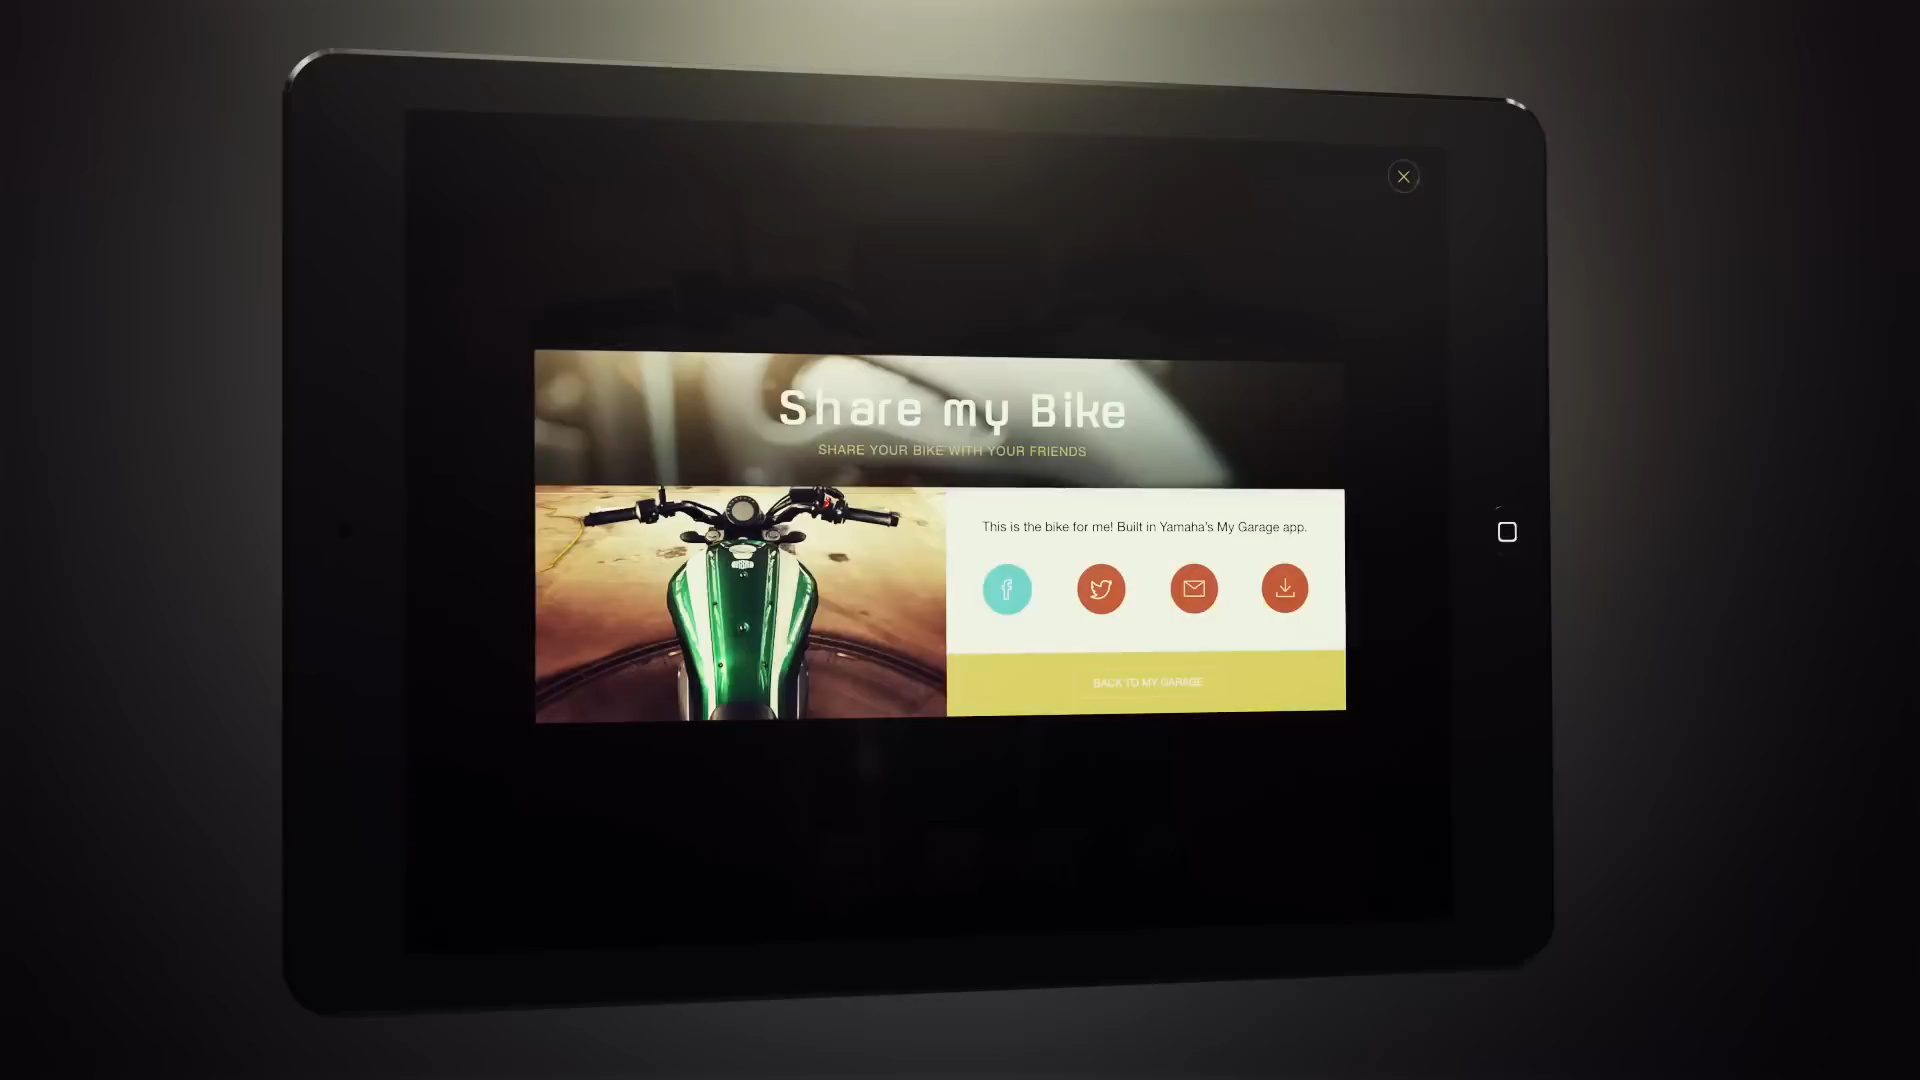 Share my Bike
SHARE YOUR BIKE WITH YOUR FRIENDS
This is the bike for me! Built in Yamaha's My Garage app.
BACK TO MY GARAGE